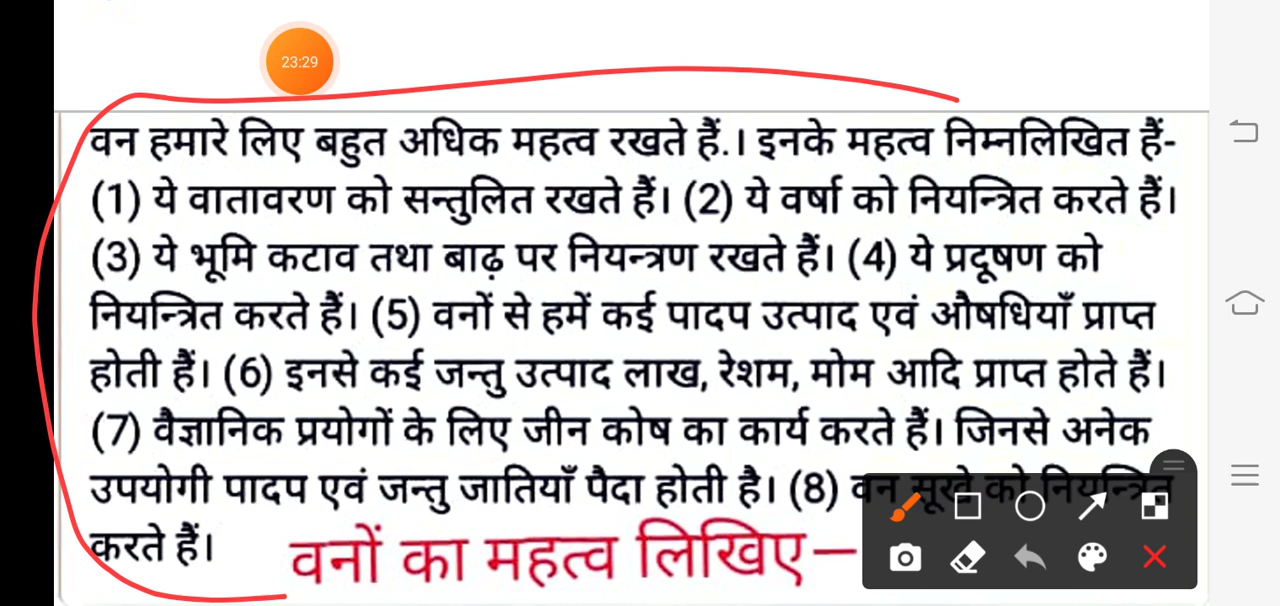 23:29
वन हमारे लिए बहुत अधिक महत्व रखते हैं.। इनके महत्व निम्नलिखित हैं-
(1) ये वातावरण को सन्तुलित रखते हैं। (2) ये वर्षा को नियन्त्रित करते हैं।
(3) ये भूमि कटाव तथा बाढ़ पर नियन्त्रण रखते हैं। (4) ये प्रदूषण को
नियन्त्रित करते हैं। (5) वनों से हमें कई पादप उत्पाद एवं औषधियाँ प्राप्त
होती हैं। (6) इनसे कई जन्तु उत्पाद लाख, रेशम, मोम आदि प्राप्त होते हैं।
(7) वैज्ञानिक प्रयोगों के लिए जीन कोष का कार्य करते हैं। जिनसे अनेक
उपयोगी पादप एवं जन्तु जातियाँ पैदा होती है। (8) वन सूखे को नियन्त्रित
करते हैं।
वनों का महत्व लिखिए—